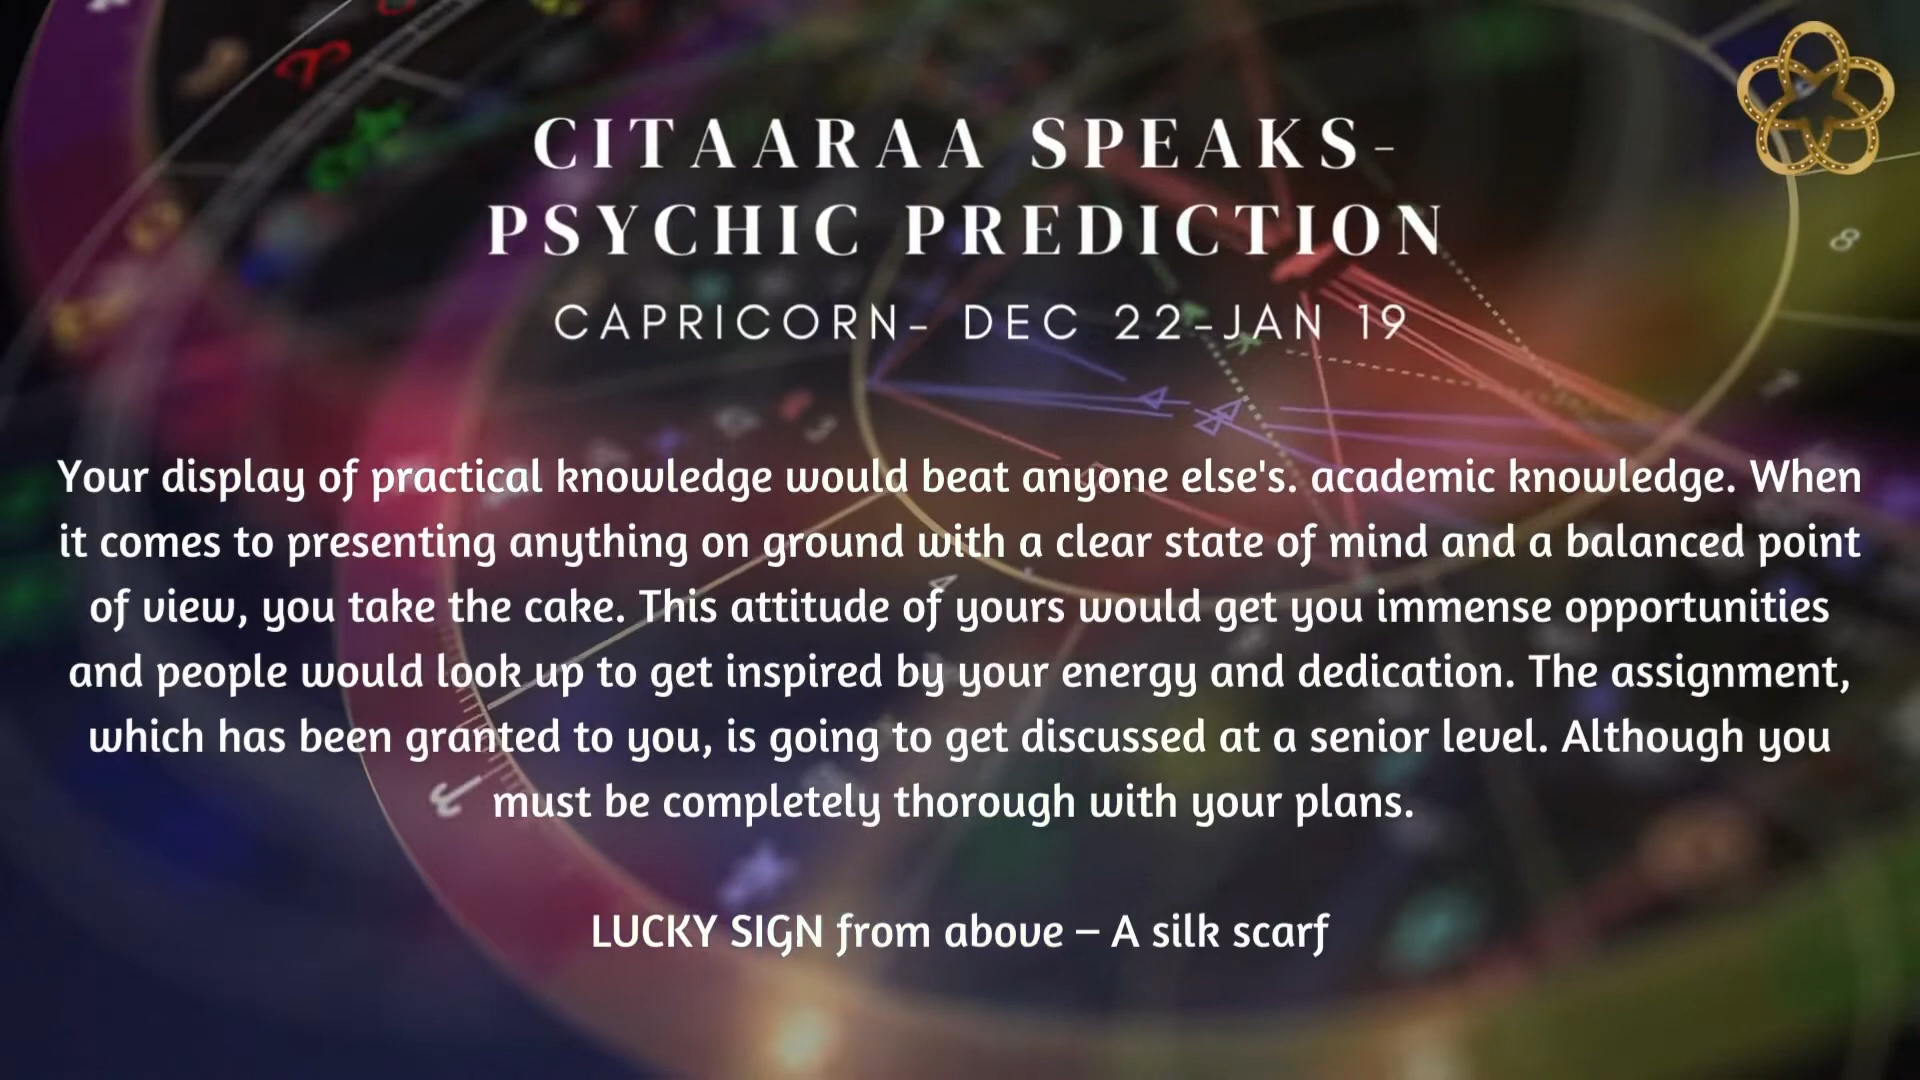 CITAARAA SPEAKS-
PSYCHIC PREDICTION
CAPRICORN- DEC 22-JAN 19
Your display of practical knowledge would beat anyone else's. academic knowledge. When
it comes to presenting anything on ground with a clear state of mind and a balanced point
of view, you take the cake. This attitude of yours would get you immense opportunities
and people would look up to get inspired by your energy and dedication. The assignment,
which has been granted to you, is going to get discussed at a senior level. Although you
must be completely thorough with your plans.
LUCKY SIGN from above – A silk scarf